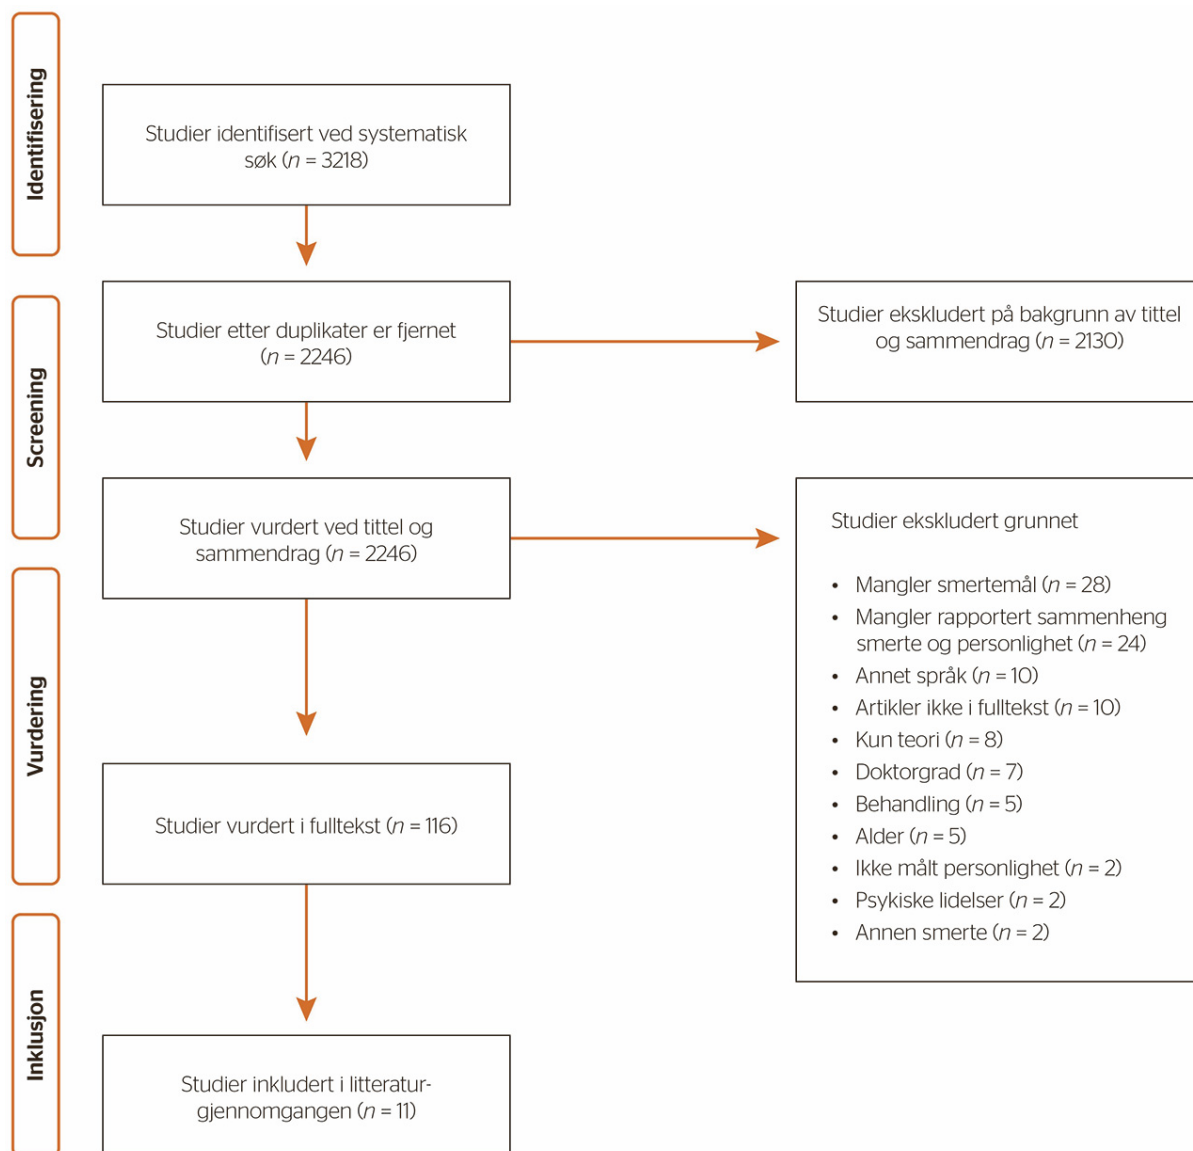 Identifisering
Studier identifisert ved systematisk
søk (n = 3218)
Screening
Studier etter duplikater er fjernet
(n = 2246)
Studier ekskludert på bakgrunn av tittel
og sammendrag (n = 2130)
Studier vurdert ved tittel og
sammendrag (n = 2246)
Studier ekskludert grunnet
• Mangler smertemål (n = 28)
• Mangler rapportert sammenheng
smerte og personlighet (n = 24)
• Annet språk (n = 10)
• Artikler ikke i fulltekst (n = 10)
• Kun teori (n = 8)
• Doktorgrad (n = 7)
• Behandling (n = 5)
• Alder (n = 5)
• Ikke målt personlighet (n = 2)
• Psykiske lidelser (n = 2)
• Annen smerte (n = 2)
Vurdering
Studier vurdert i fulltekst (n = 116)
Inklusjon
Studier inkludert i litteratur-
gjennomgangen (n = 11)